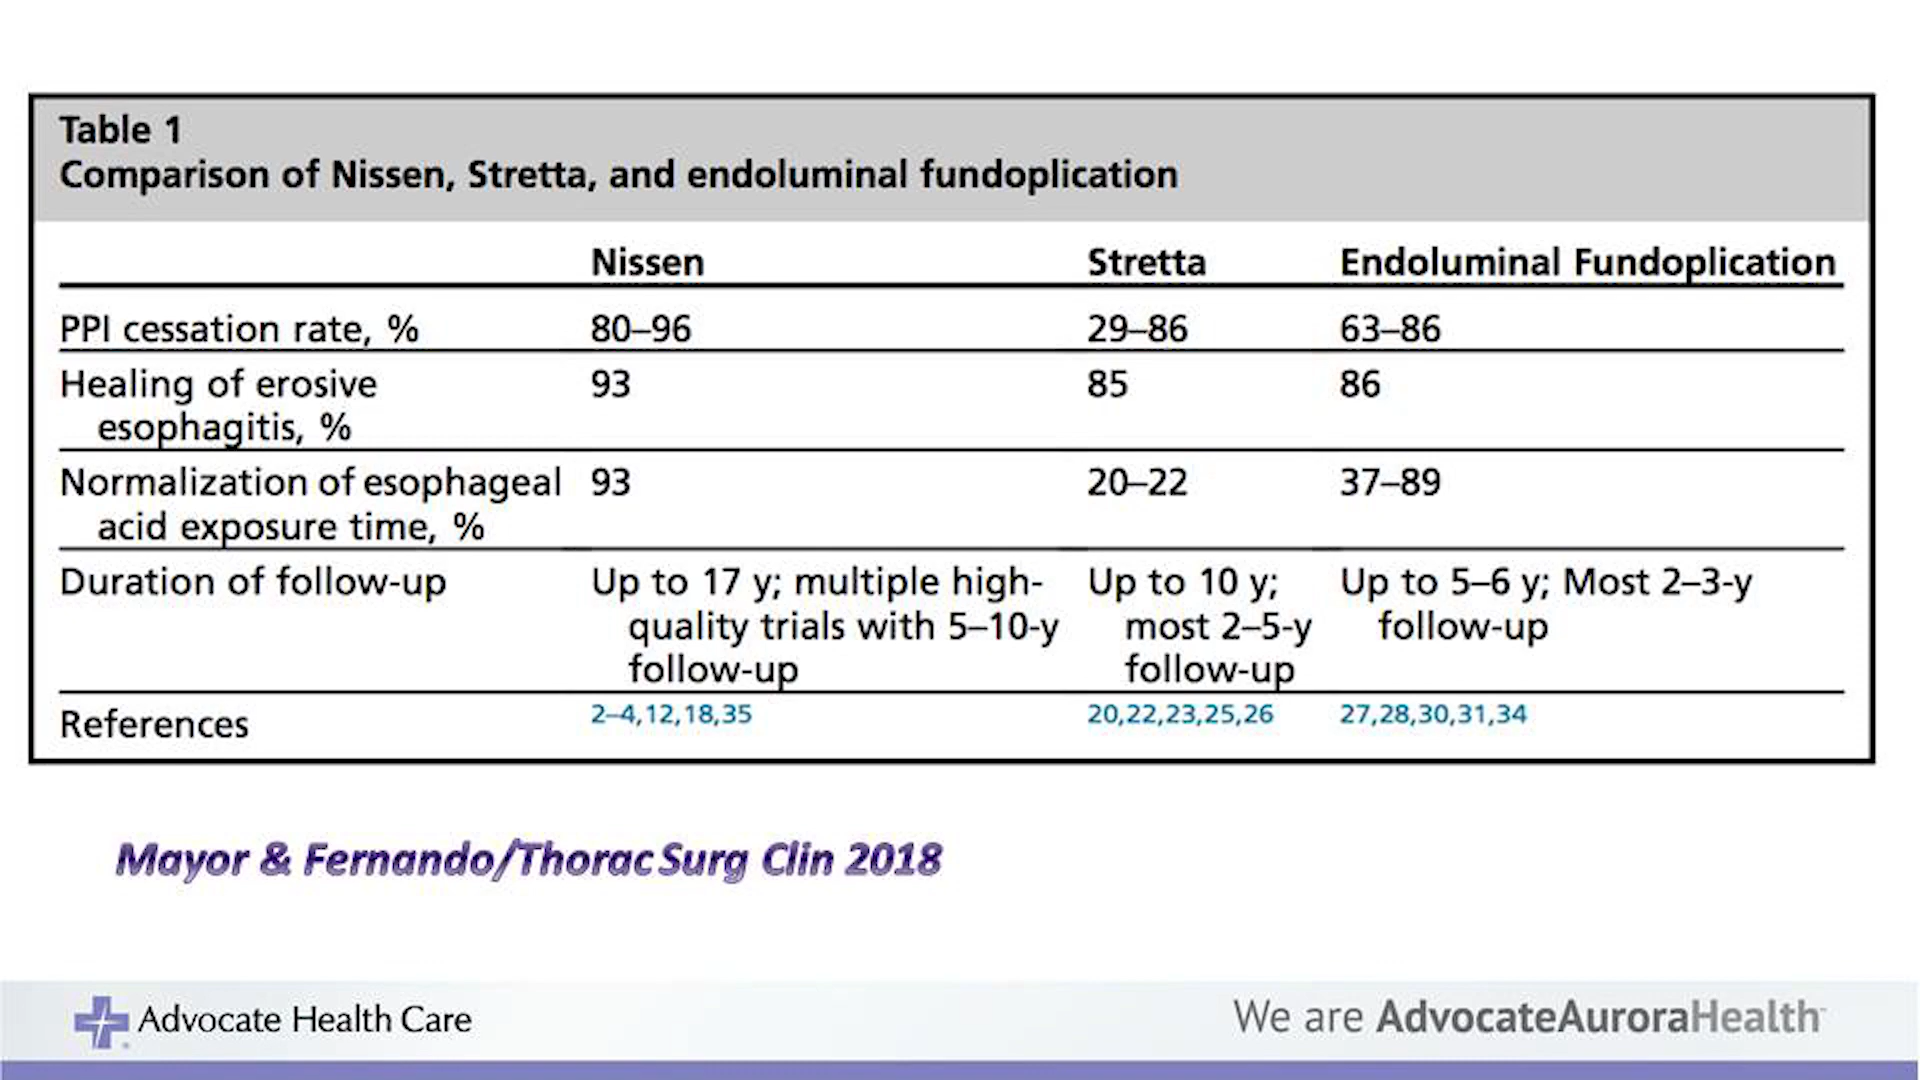 Table 1
Comparison of Nissen, Stretta, and endoluminal fundoplication
Nissen Stretta Endoluminal Fundoplication
PPI cessation rate, % 80–96 29–86 63–86
Healing of erosive 93 85 86
esophagitis, %
Normalization of esophageal 93 20–22 37–89
acid exposure time, %
Duration of follow-up Up to 17 y; multiple high- Up to 10 y; Up to 5–6 y; Most 2–3-y
quality trials with 5–10-y most 2–5-y follow-up
follow-up follow-up
References 2–4,12,18,35 20,22,23,25,26 27,28,30,31,34
Mayor & Fernando/Thorac Surg Clin 2018
Advocate Health Care We are AdvocateAuroraHealth